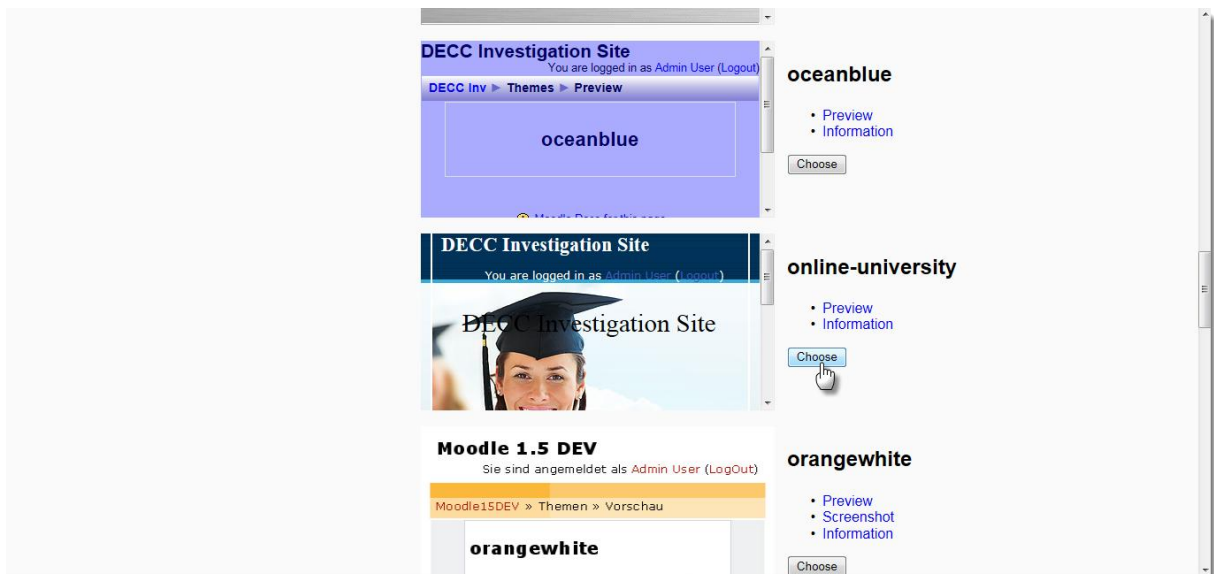 DECC Investigation Site
You are logged in as Admin User (Logout)
DECC Inv ► Themes ► Preview
oceanblue
oceanblue
• Preview
• Information
Choose
DECC Investigation Site
You are logged in as Admin User (Logout)
DECC Investigation Site
online-university
• Preview
• Information
Choose
Moodle 1.5 DEV
Sie sind angemeldet als Admin User (LogOut)
Moodle15DEV » Themen » Vorschau
orangewhite
orangewhite
• Preview
• Screenshot
• Information
Choose